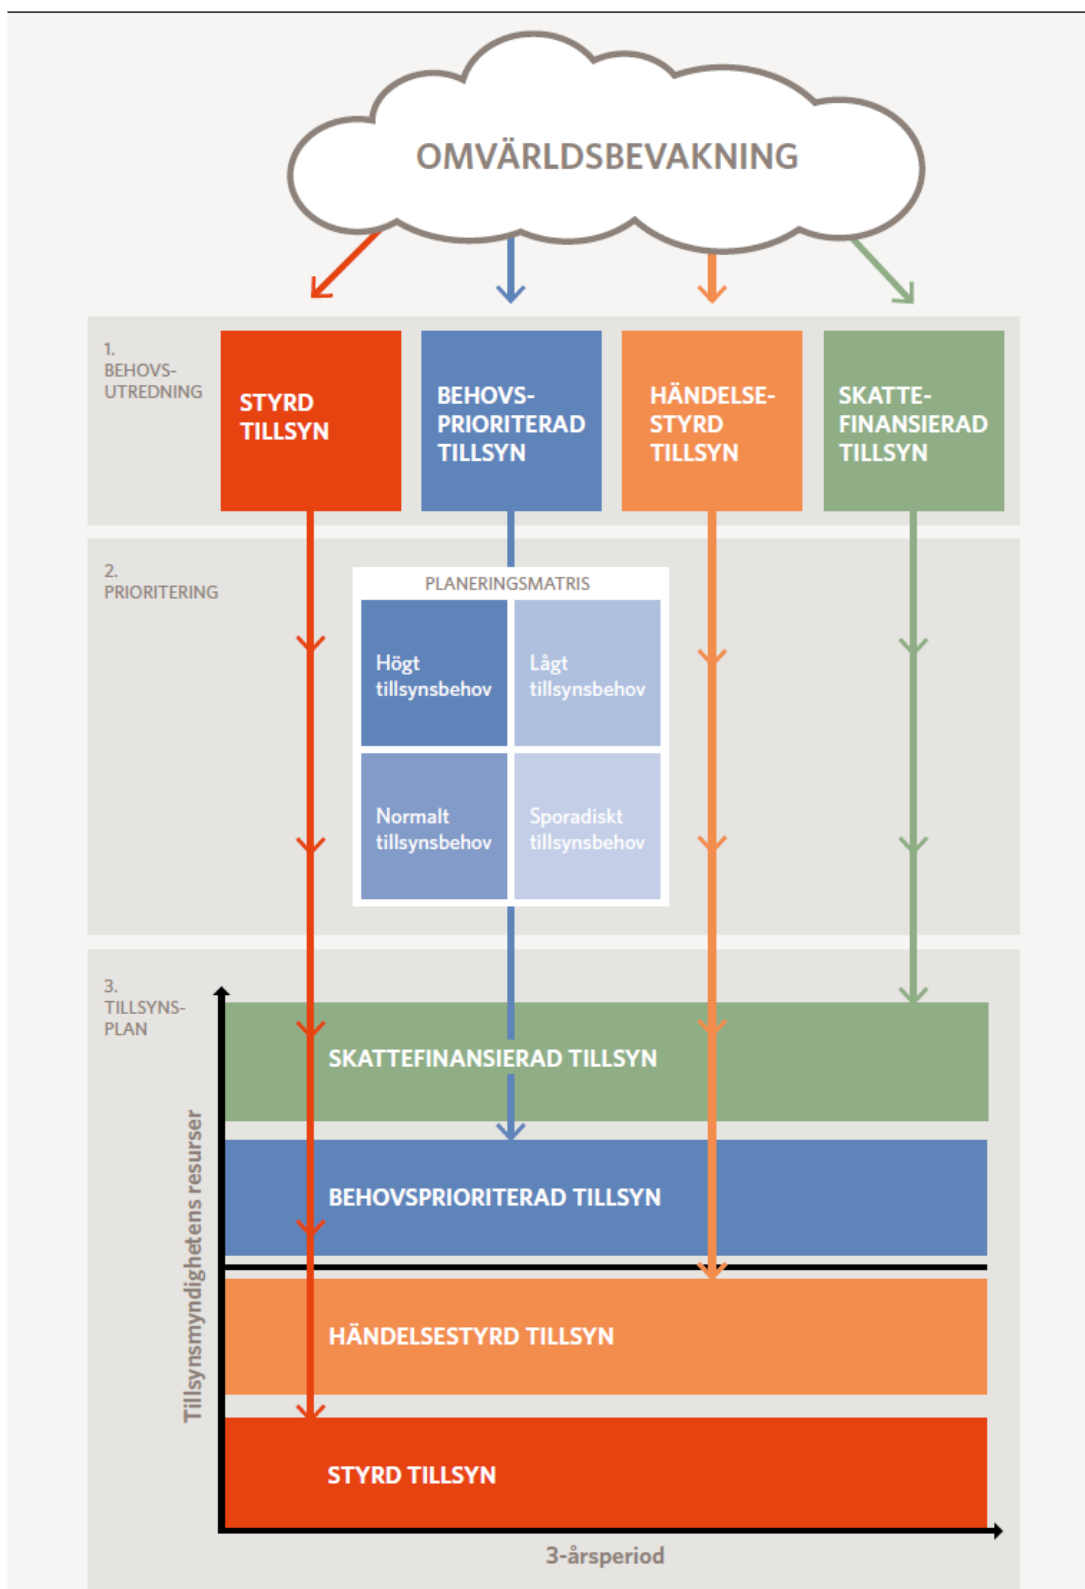 OMVÄRLDSBEVAKNING
1.
BEHOVS-
UTREDNING
STYRD
TILLSYN
BEHOVS-
PRIORITERAD
TILLSYN
HÄNDELSE-
STYRD
TILLSYN
SKATTE-
FINANSIERAD
TILLSYN
2.
PRIORITERING
PLANERINGSMATRIS
Högt
tillsynsbehov
Lågt
tillsynsbehov
Normalt
tillsynsbehov
Sporadiskt
tillsynsbehov
3.
TILLSYNS-
PLAN
Tillsynsmyndighetens resurser
SKATTEFINANSIERAD TILLSYN
BEHOVSPRIORITERAD TILLSYN
HÄNDELSESTYRD TILLSYN
STYRD TILLSYN
3-årsperiod